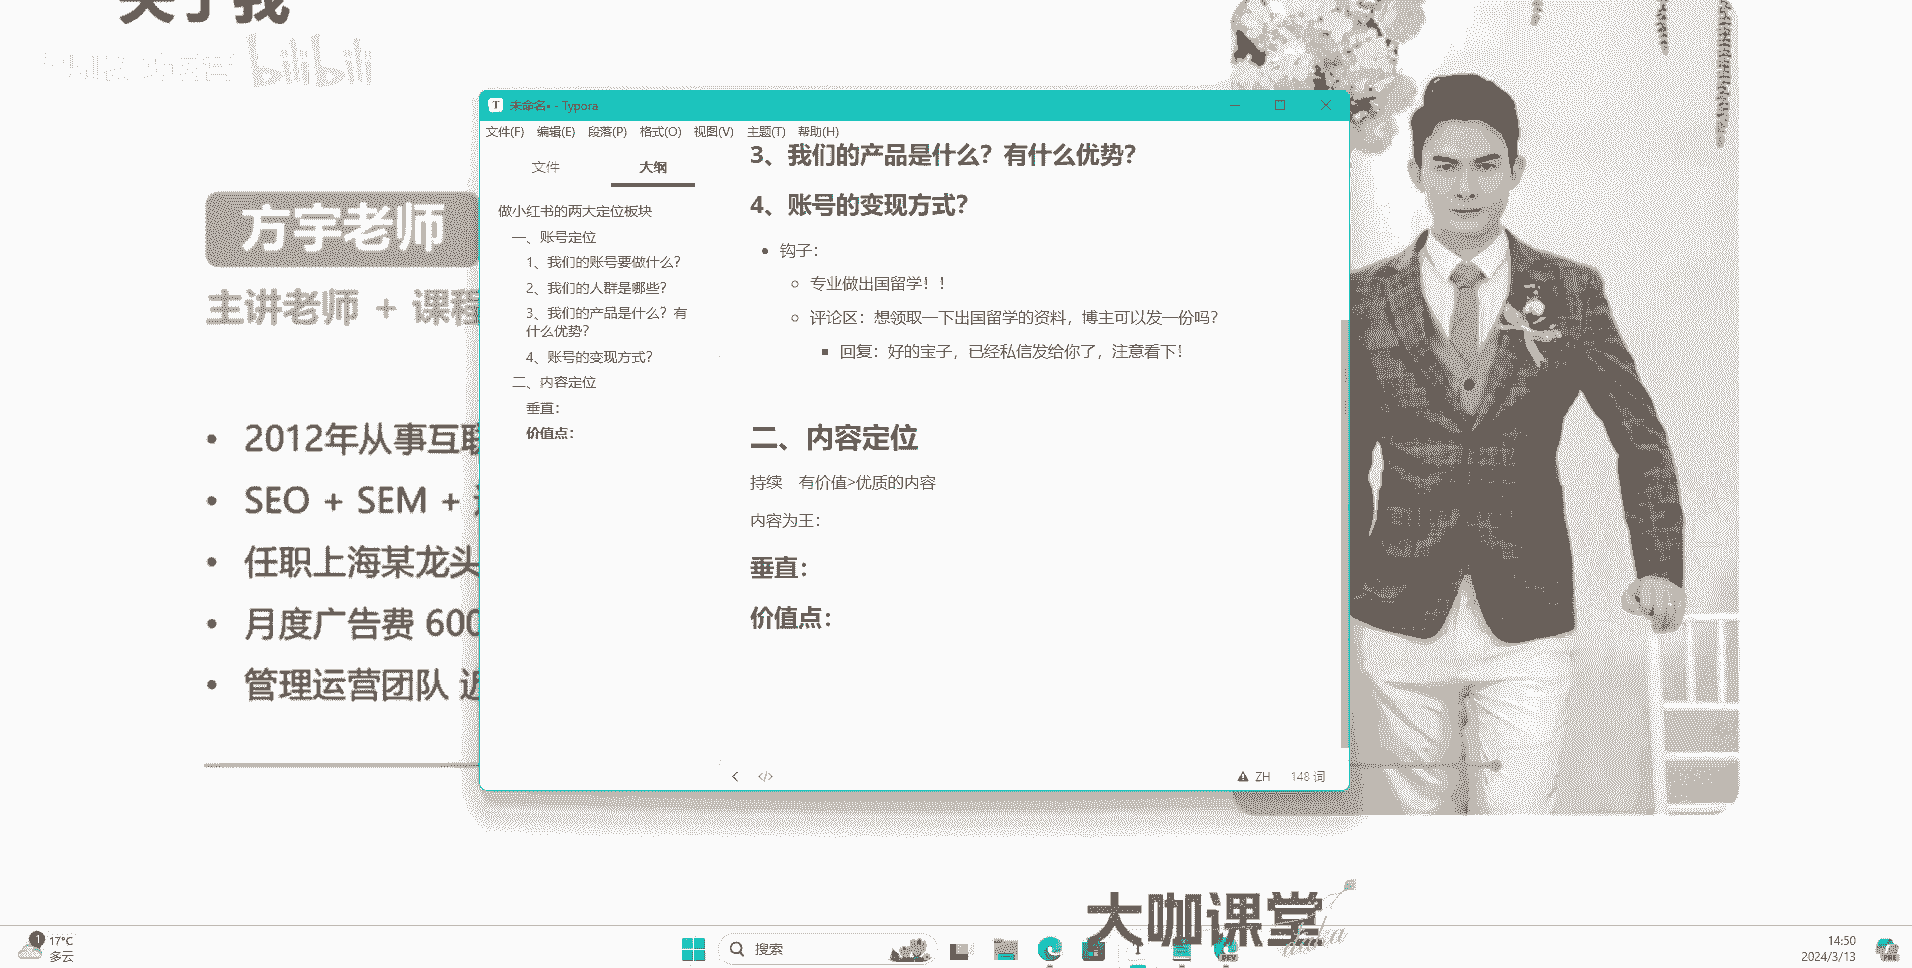 关于我
bilibili
方宇老师
主讲老师 + 课程
2012年从事互联
SEO + SEM +
任职上海某龙头
月度广告费 600
管理运营团队 近
未命名• - Typora
文件(F) 编辑(E) 段落(P) 格式(O) 视图(V) 主题(T) 帮助(H)
文件 大纲
做小红书的两大定位板块
一、账号定位
1、我们的账号要做什么？
2、我们的人群是哪些？
3、我们的产品是什么？有
什么优势？
4、账号的变现方式？
二、内容定位
垂直：
价值点：
3、我们的产品是什么？有什么优势？
4、账号的变现方式？
钩子：
专业做出国留学！！
评论区：想领取一下出国留学的资料，博主可以发一份吗？
回复：好的宝子，已经私信发给你了，注意看下！
二、内容定位
持续 有价值>优质的内容
内容为王：
垂直：
价值点：
</> ZH 148 词
大咖课堂
1
17°C
多云
搜索
DEV
14:50
2024/3/13
PRE